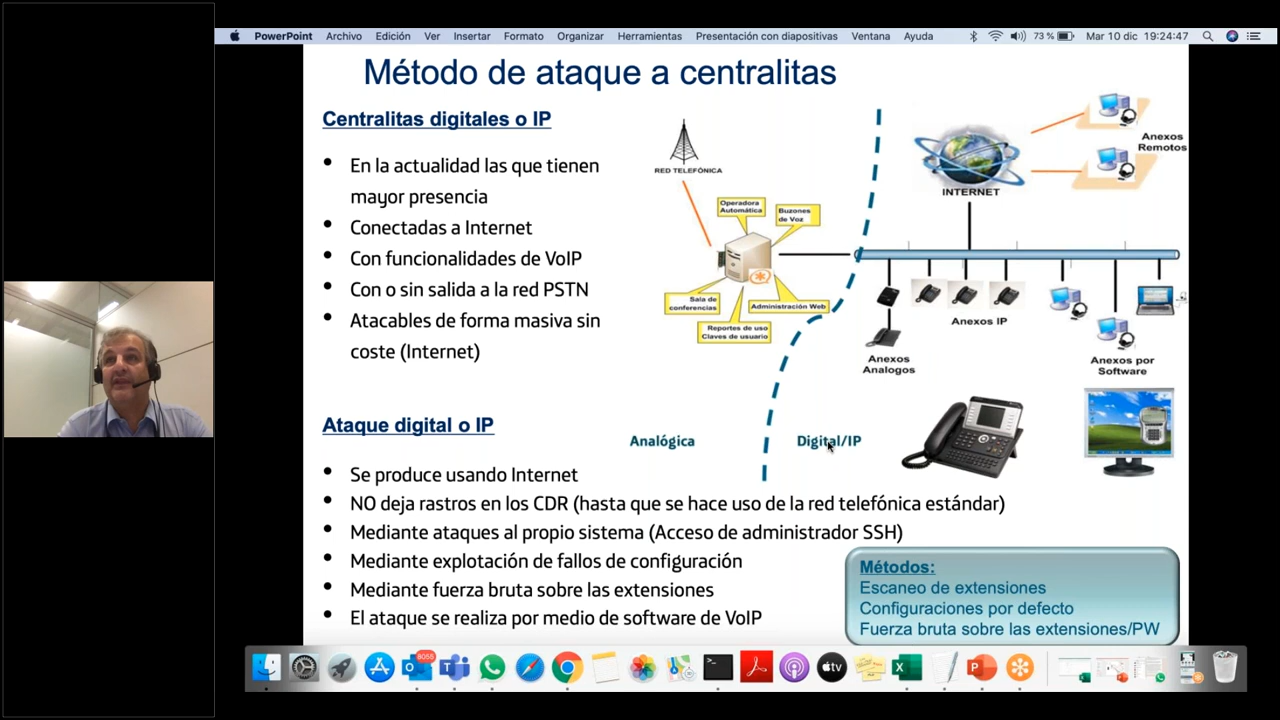 PowerPoint Archivo Edición Ver Insertar Formato Organizar Herramientas Presentación con diapositivas Ventana Ayuda 73 % Mar 10 dic 19:24:47
Método de ataque a centralitas
Centralitas digitales o IP
• En la actualidad las que tienen
mayor presencia
• Conectadas a Internet
• Con funcionalidades de VoIP
• Con o sin salida a la red PSTN
• Atacables de forma masiva sin
coste (Internet)
RED TELEFÓNICA
Operadora
Automática
Buzones
de Voz
Sala de
conferencias
Administración Web
Reportes de uso
Claves de usuario
INTERNET
Anexos
Remotos
Anexos IP
Anexos
Analogos
Anexos por
Software
Analógica
Digital/IP
Ataque digital o IP
• Se produce usando Internet
• NO deja rastros en los CDR (hasta que se hace uso de la red telefónica estándar)
• Mediante ataques al propio sistema (Acceso de administrador SSH)
• Mediante explotación de fallos de configuración
• Mediante fuerza bruta sobre las extensiones
• El ataque se realiza por medio de software de VoIP
Métodos:
Escaneo de extensiones
Configuraciones por defecto
Fuerza bruta sobre las extensiones/PW
8055
tv